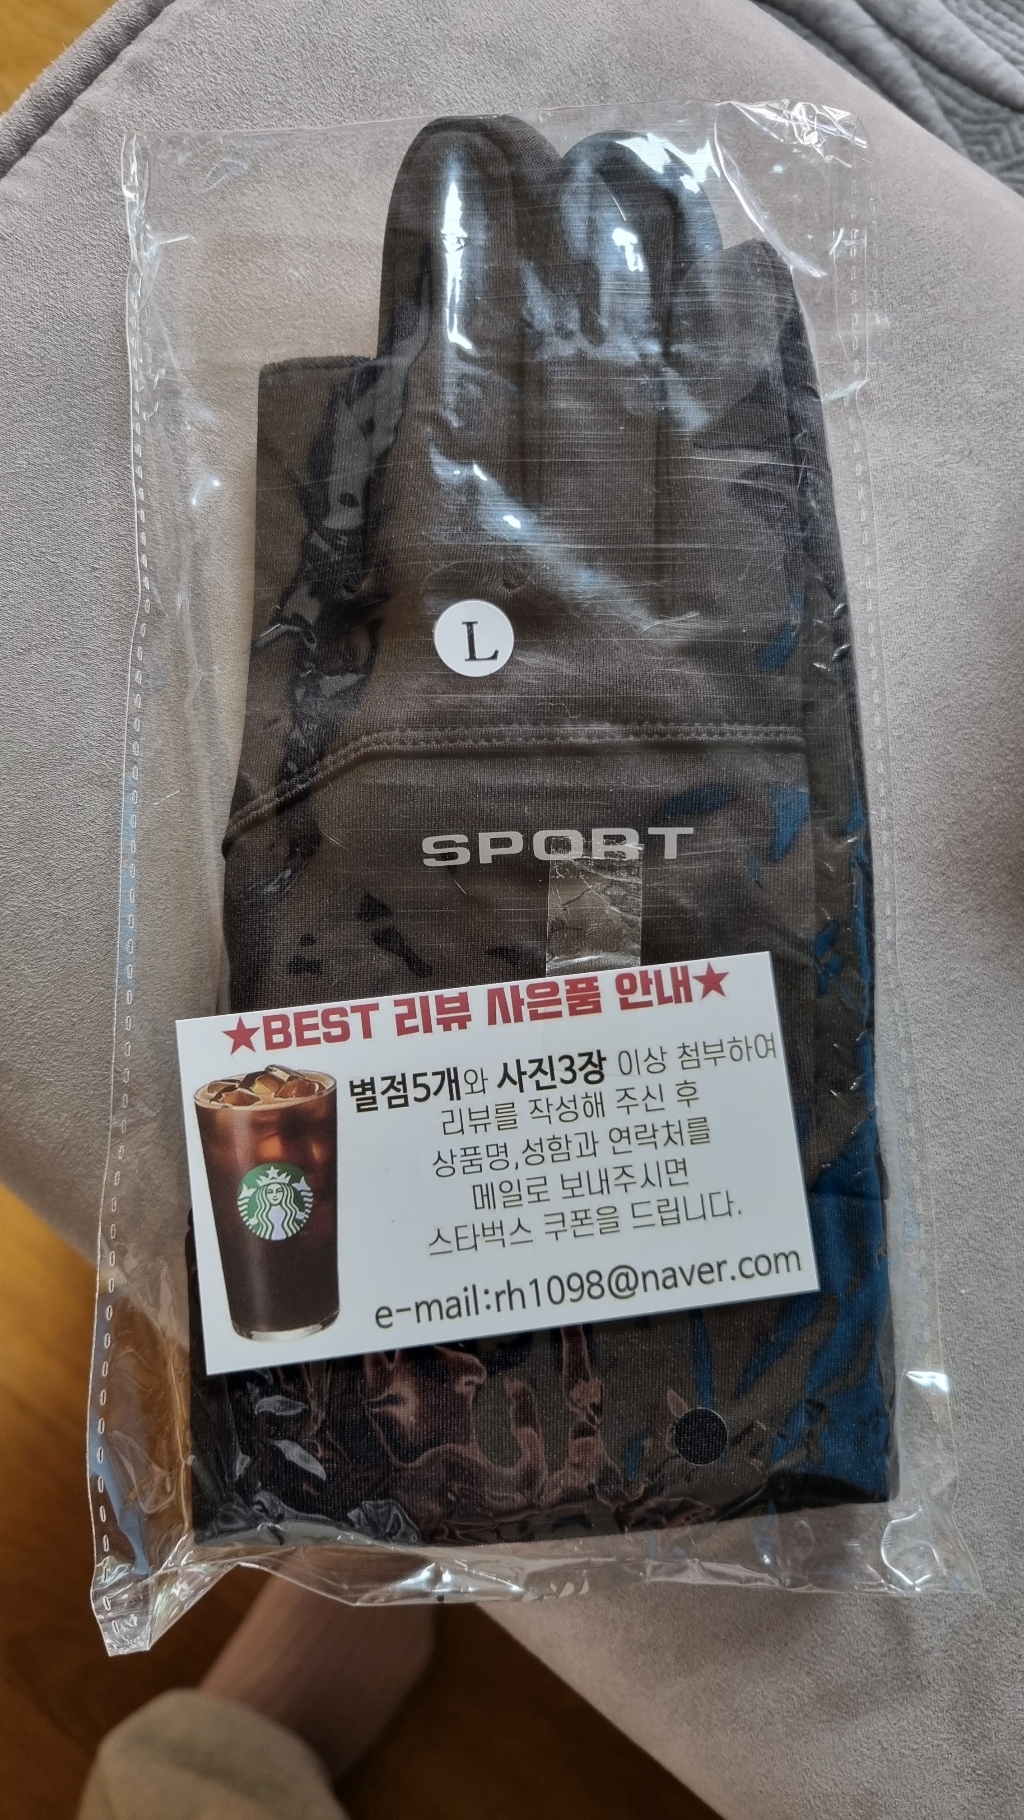 L
SPORT
★BEST 리뷰 사은품 안내★
별점5개와 사진3장 이상 첨부하여
리뷰를 작성해 주신 후
상품명,성함과 연락처를
메일로 보내주시면
스타벅스 쿠폰을 드립니다.
e-mail:rh1098@naver.com